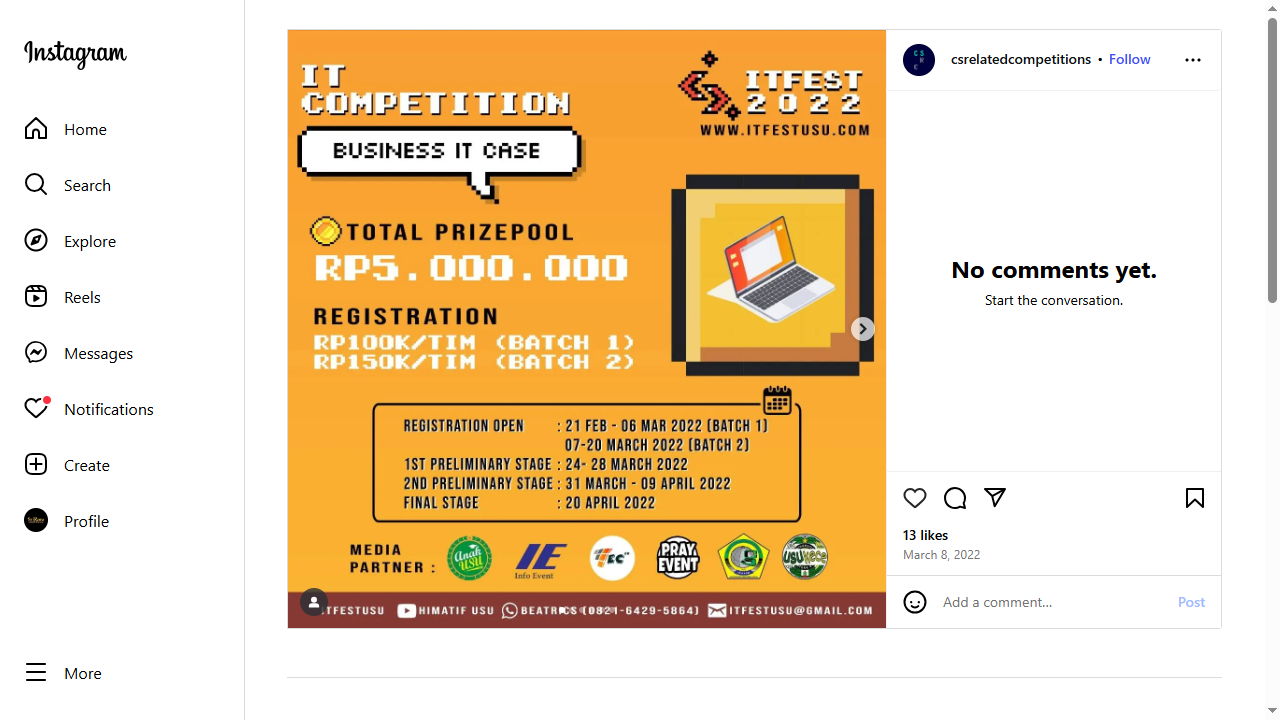 Instagram
Home
Search
Explore
Reels
Messages
Notifications
Create
Profile
More
IT
COMPETITION
BUSINESS IT CASE
ITFEST
2022
WWW.ITFESTUSU.COM
TOTAL PRIZEPOOL
RP5.000.000
REGISTRATION
RP100K/TIM (BATCH 1)
RP150K/TIM (BATCH 2)
REGISTRATION OPEN : 21 FEB - 06 MAR 2022 (BATCH 1)
07-20 MARCH 2022 (BATCH 2)
1ST PRELIMINARY STAGE : 24- 28 MARCH 2022
2ND PRELIMINARY STAGE : 31 MARCH - 09 APRIL 2022
FINAL STAGE : 20 APRIL 2022
MEDIA
PARTNER :
Anak USU
IE
Info Event
TEC
PRAY EVENT
USU KECE
ITFESTUSU HIMATIF USU (0821-6429-5864) ITFESTUSU@GMAIL.COM
csrelatedcompetitions • Follow
CS
No comments yet.
Start the conversation.
13 likes
March 8, 2022
Add a comment...
Post